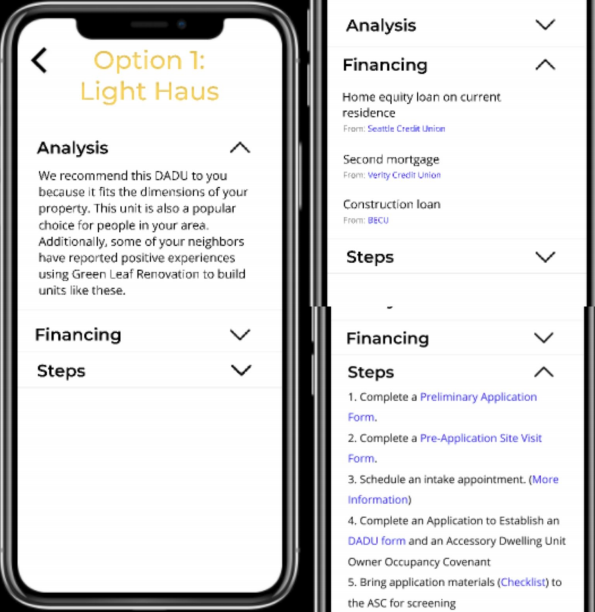 Option 1:
Light Haus
Analysis
We recommend this DADU to you
because it fits the dimensions of your
property. This unit is also a popular
choice for people in your area.
Additionally, some of your neighbors
have reported positive experiences
using Green Leaf Renovation to build
units like these.
Financing
Steps
Analysis
Financing
Home equity loan on current
residence
From: Seattle Credit Union
Second mortgage
From: Verity Credit Union
Construction loan
From: BECU
Steps
Financing
Steps
1. Complete a Preliminary Application
Form.
2. Complete a Pre-Application Site Visit
Form.
3. Schedule an intake appointment. (More
Information)
4. Complete an Application to Establish an
DADU form and an Accessory Dwelling Unit
Owner Occupancy Covenant
5. Bring application materials (Checklist) to
the ASC for screening